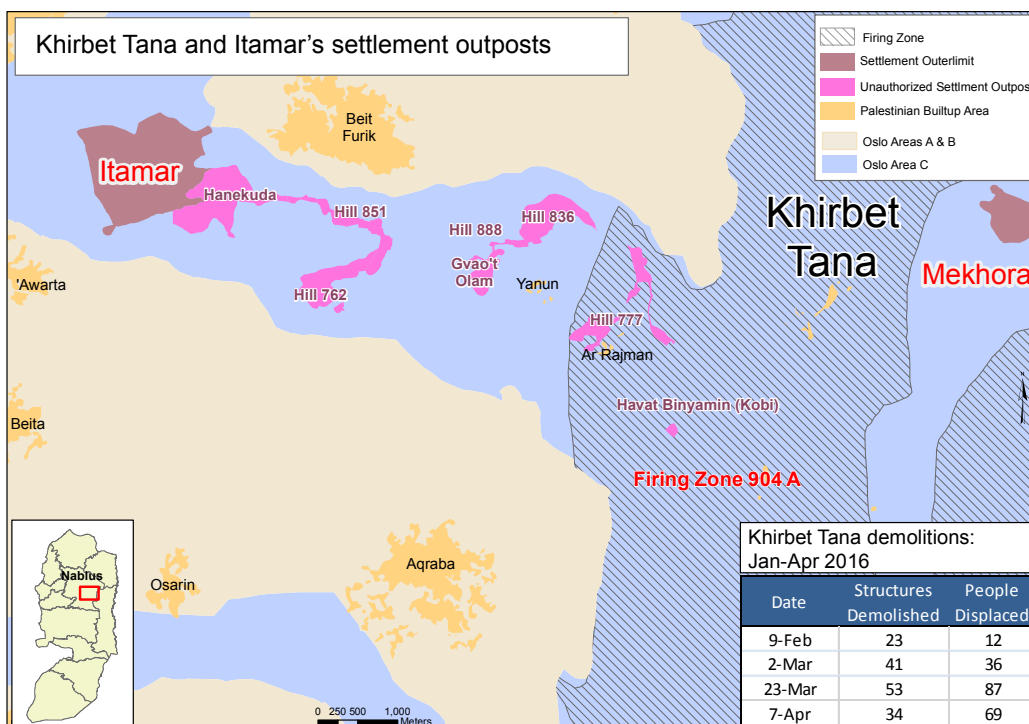 Khirbet Tana and Itamar's settlement outposts
Firing Zone
Settlement Outerlimit
Unauthorized Settlment Outpos
Palestinian Builtup Area
Oslo Areas A & B
Oslo Area C
Beit
Furik
Itamar
Hanekuda
Hill 851
Hill 836
Hill 888
Gvao't
Olam
Yanun
Hill 762
'Awarta
Khirbet
Tana
Mekhora
Hill 777
Ar Rajman
Havat Binyamin (Kobi)
Beita
Firing Zone 904 A
Aqraba
Osarin
Nablus
0 250 500 1,000
Meters
N
Khirbet Tana demolitions:
Jan-Apr 2016
Date Structures Demolished People Displaced
9-Feb 23 12
2-Mar 41 36
23-Mar 53 87
7-Apr 34 69